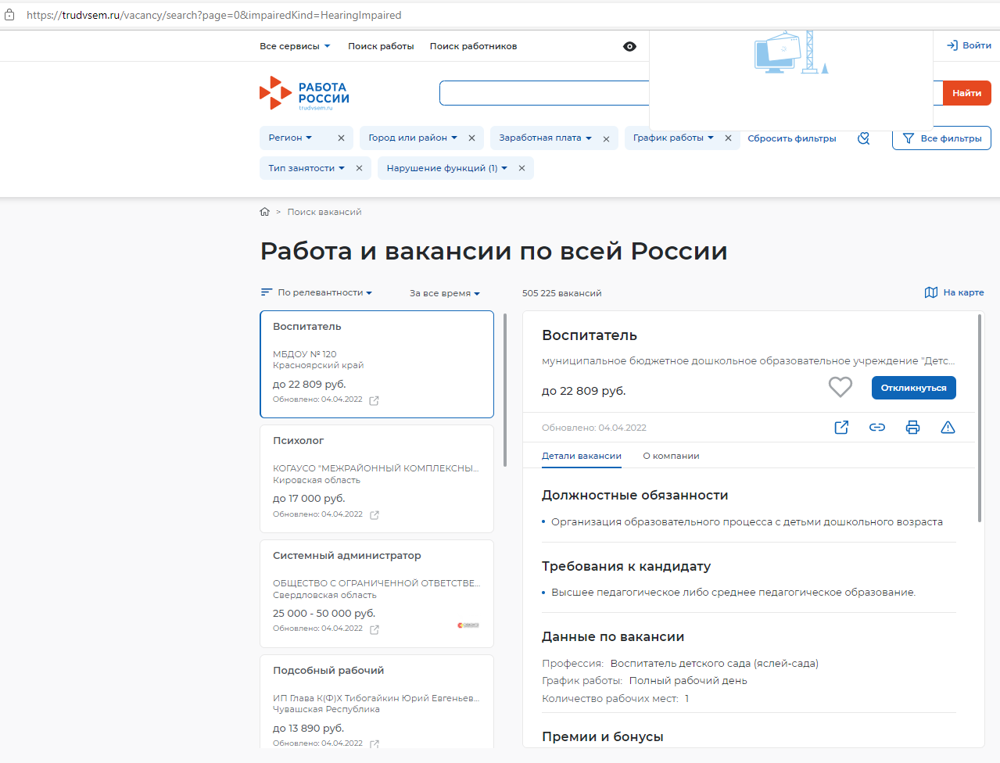 https://trudvsem.ru/vacancy/search?page=0&impairedKind=HearingImpaired
Все сервисы Поиск работы Поиск работников Войти
РАБОТА РОССИИ
trudvsem.ru
Найти
Регион Город или район Заработная плата График работы Сбросить фильтры Все фильтры
Тип занятости Нарушение функций (1)
> Поиск вакансий
Работа и вакансии по всей России
По релевантности За все время 505 225 вакансий На карте
Воспитатель
МБДОУ № 120
Красноярский край
до 22 809 руб.
Обновлено: 04.04.2022
Психолог
КОГАУСО "МЕЖРАЙОННЫЙ КОМПЛЕКСНЫ...
Кировская область
до 17 000 руб.
Обновлено: 04.04.2022
Системный администратор
ОБЩЕСТВО С ОГРАНИЧЕННОЙ ОТВЕТСТВЕ...
Свердловская область
25 000 - 50 000 руб.
Обновлено: 04.04.2022
Подсобный рабочий
ИП Глава К(Ф)Х Тибогайкин Юрий Евгеньев...
Чувашская Республика
до 13 890 руб.
Обновлено: 04.04.2022
Воспитатель
муниципальное бюджетное дошкольное образовательное учреждение "Детс...
до 22 809 руб.
Откликнуться
Обновлено: 04.04.2022
Детали вакансии О компании
Должностные обязанности
• Организация образовательного процесса с детьми дошкольного возраста
Требования к кандидату
• Высшее педагогическое либо среднее педагогическое образование.
Данные по вакансии
Профессия: Воспитатель детского сада (яслей-сада)
График работы: Полный рабочий день
Количество рабочих мест: 1
Премии и бонусы